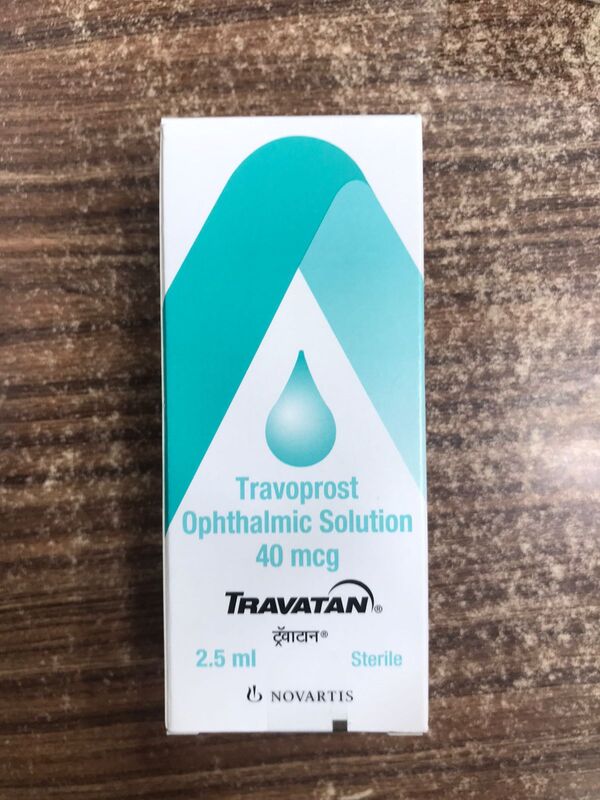 Travoprost
Ophthalmic Solution
40 mcg
TRAVATAN®
ट्रॅवाटान®
2.5 ml Sterile
NOVARTIS